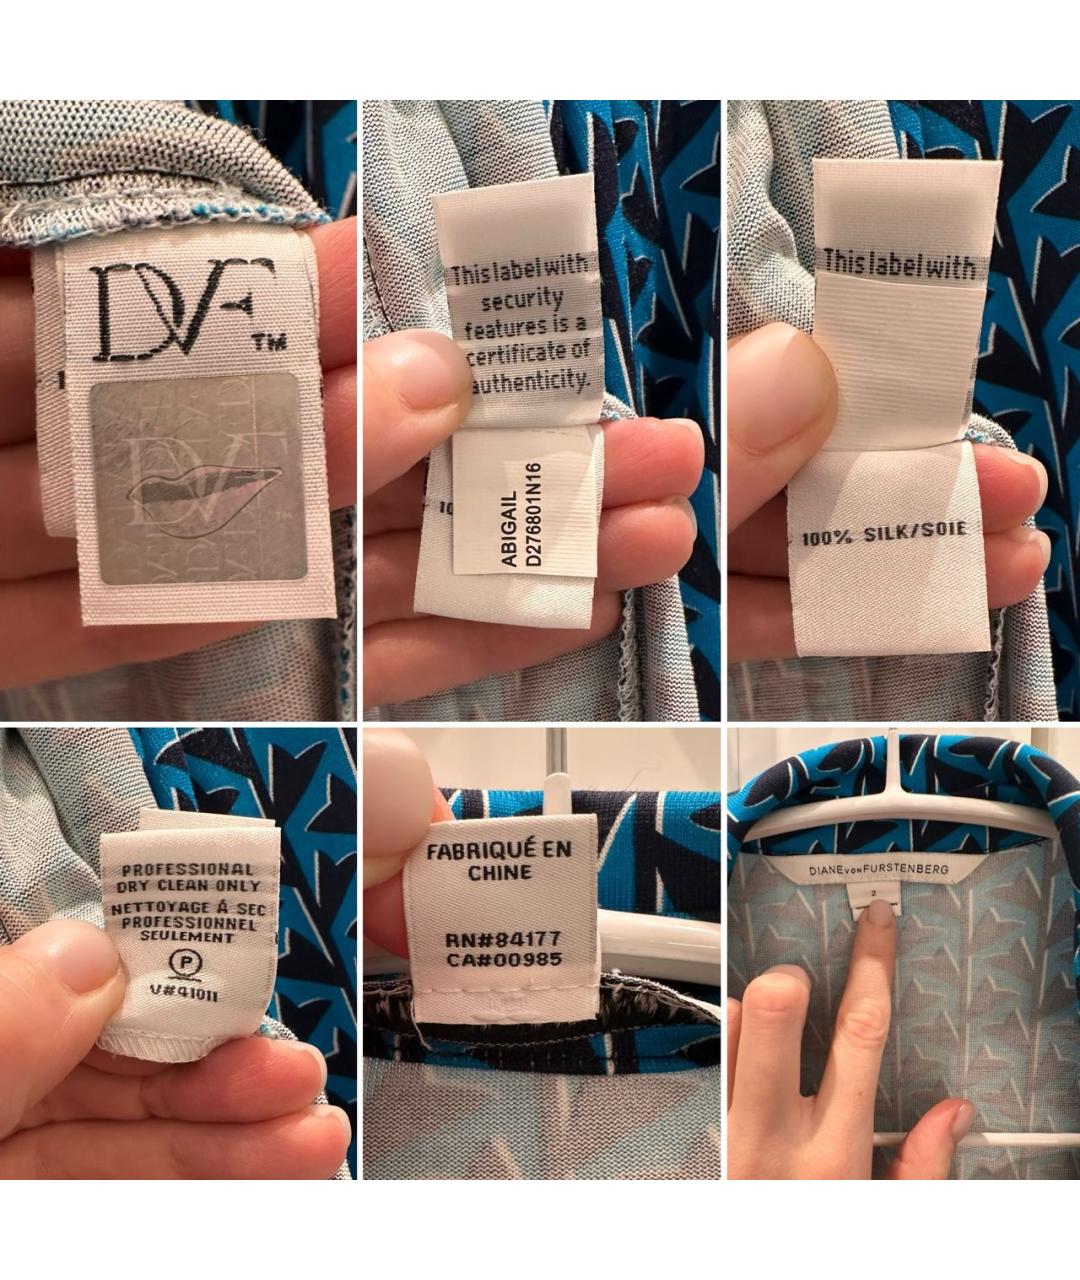 DVF™
DVF
This label with
security
features is a
certificate of
authenticity.
10
ABIGAIL
D276801N16
This label with
100% SILK/SOIE
PROFESSIONAL
DRY CLEAN ONLY
NETTOYAGE Á SEC
PROFESSIONNEL
SEULEMENT
P
V#41011
FABRIQUÉ EN
CHINE
RN#84177
CA#00985
DIANE VON FURSTENBERG
2